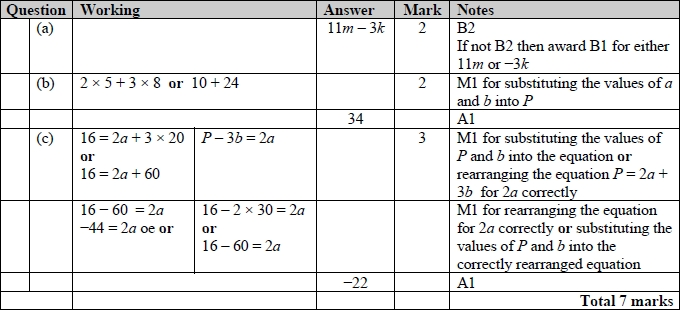 Question Working Answer Mark Notes
(a) 11m – 3k 2 B2
If not B2 then award B1 for either
11m or –3k
(b) 2 × 5 + 3 × 8 or 10 + 24 2 M1 for substituting the values of a
and b into P
34 A1
(c) 16 = 2a + 3 × 20 P – 3b = 2a 3 M1 for substituting the values of
or P and b into the equation or
16 = 2a + 60 rearranging the equation P = 2a +
3b for 2a correctly
16 – 60 = 2a 16 – 2 × 30 = 2a M1 for rearranging the equation
–44 = 2a oe or or for 2a correctly or substituting the
16 – 60 = 2a values of P and b into the
correctly rearranged equation
–22 A1
Total 7 marks